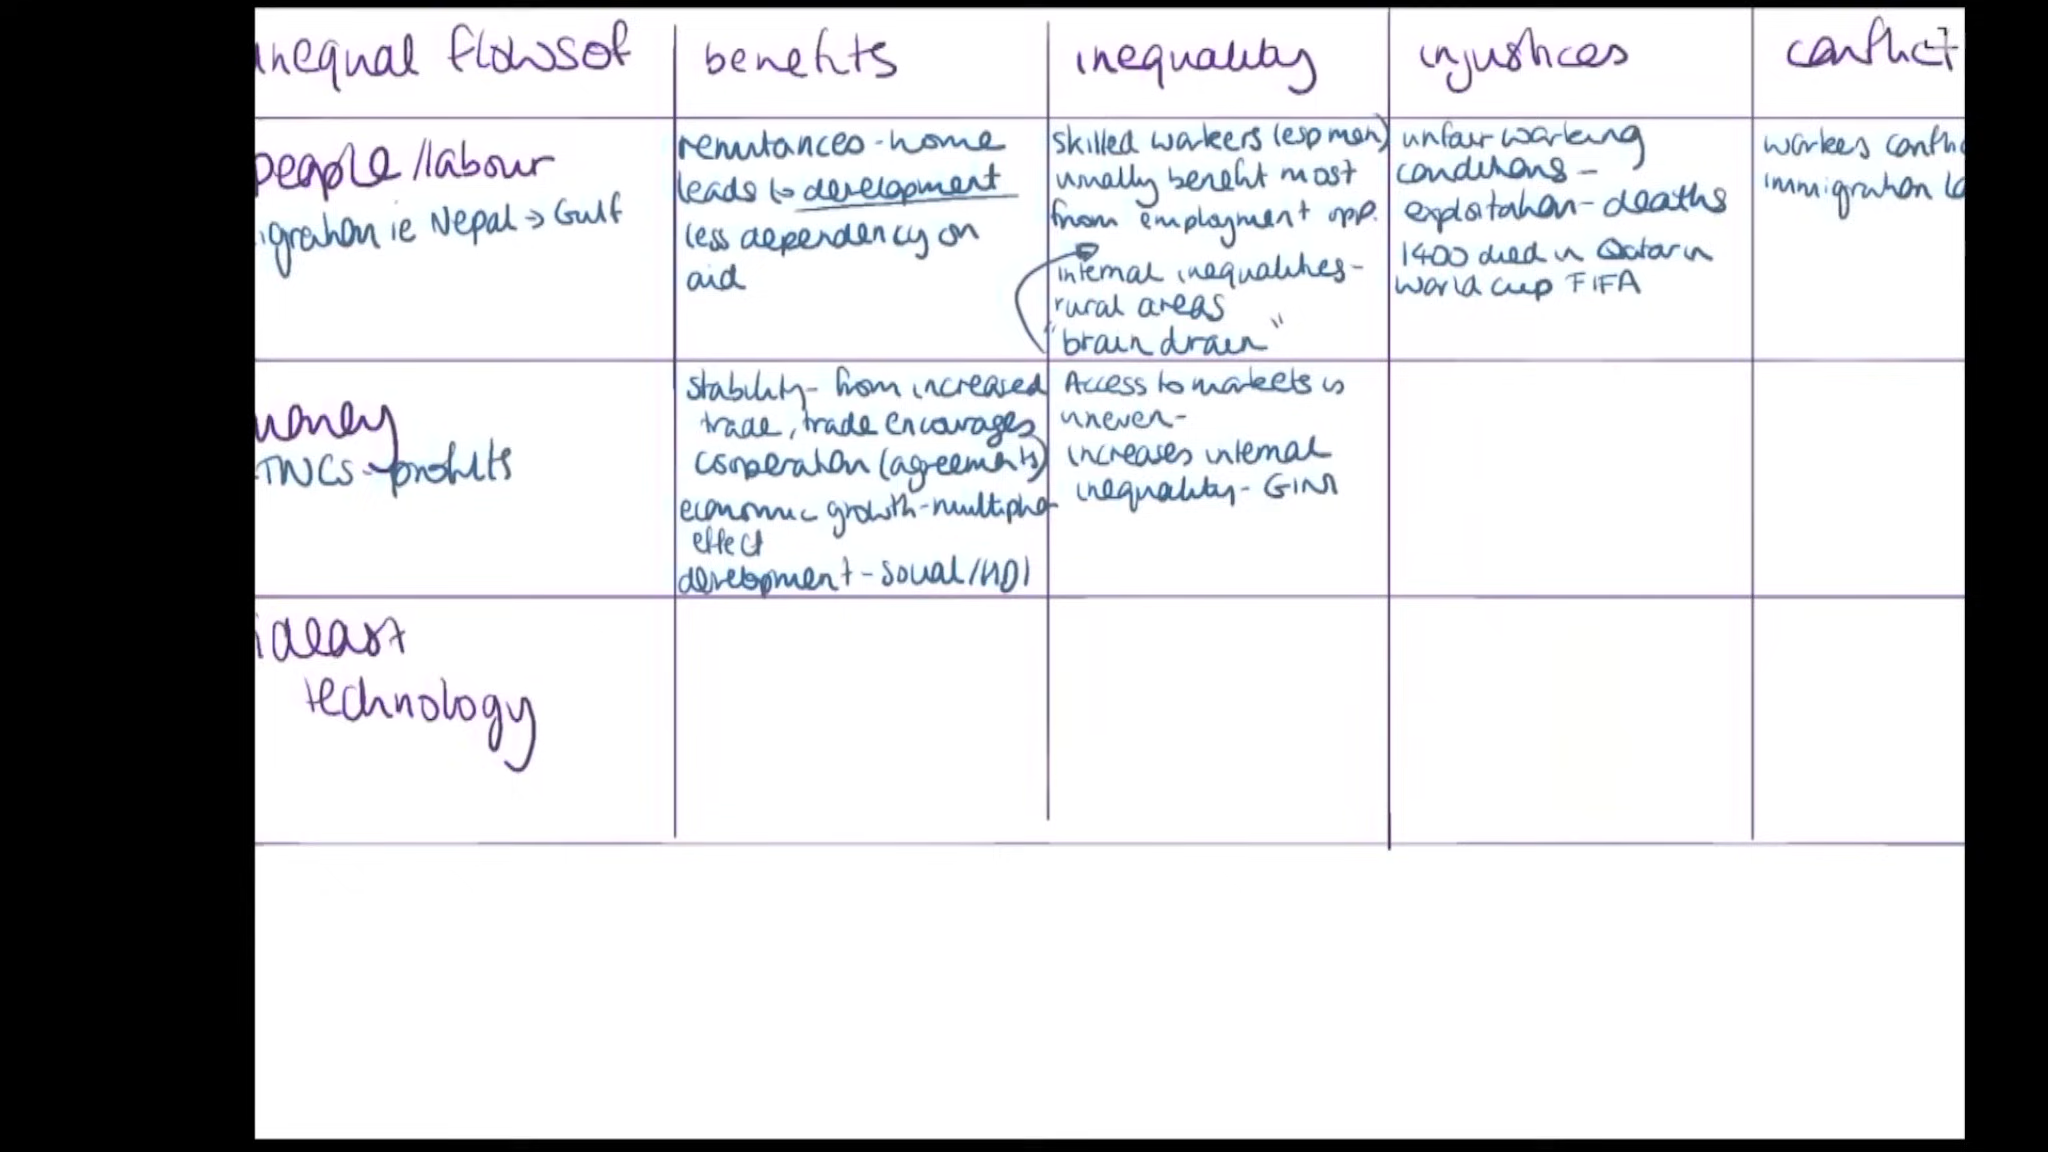 unequal flows of
benefits
inequality
injustices
conflict
people/labour
igration ie Nepal → Gulf
remittances - home
leads to development
less dependency on
aid
skilled workers (esp men)
usually benefit most
from employment opp.
internal inequalities -
rural areas
"brain drain"
unfair working
conditions -
exploitation - deaths
1400 died in Qatar in
world cup FIFA
workers confl
immigration
money
TNCs - profits
stability - from increased
trade, trade encourages
cooperation (agreements)
economic growth - multiplier
effect
development - social/HDI
Access to markets is
uneven -
increases internal
inequality - GINI
ideas +
technology